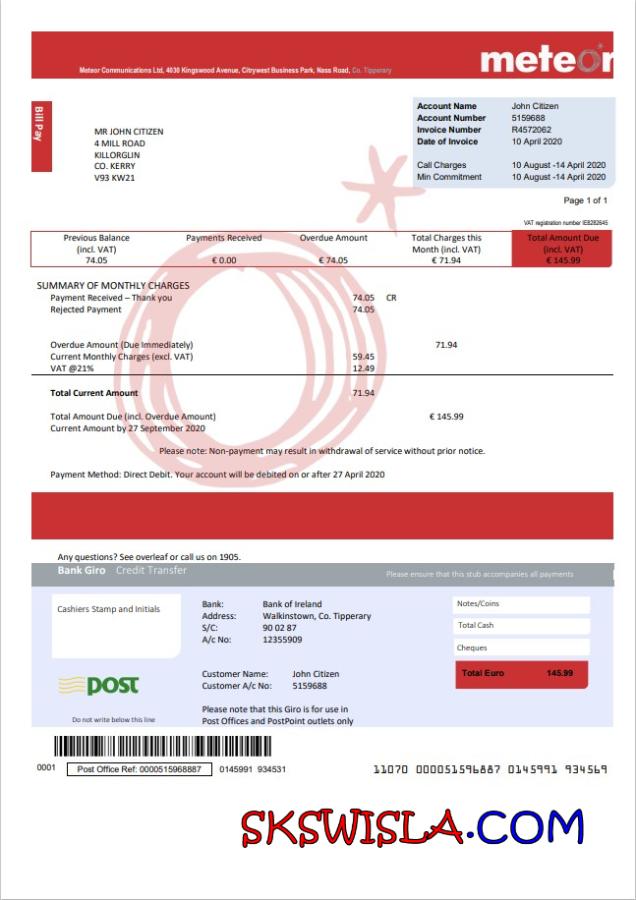 meteor
Meteor Communications Ltd, 4030 Kingswood Avenue, Citrywest Business Park, Nass Road, Co. Tipperary
Bill Pay
MR JOHN CITIZEN
4 MILL ROAD
KILLORGLIN
CO. KERRY
V93 KW21
Account Name John Citizen
Account Number 5159688
Invoice Number R4572062
Date of Invoice 10 April 2020
Call Charges 10 August -14 April 2020
Min Commitment 10 August -14 April 2020
Page 1 of 1
VAT registration number IE8282645
Previous Balance Payments Received Overdue Amount Total Charges this Total Amount Due
(incl. VAT) Month (incl. VAT) (incl. VAT)
74.05 € 0.00 € 74.05 € 71.94 € 145.99
SUMMARY OF MONTHLY CHARGES
Payment Received – Thank you 74.05 CR
Rejected Payment 74.05
Overdue Amount (Due Immediately) 71.94
Current Monthly Charges (excl. VAT) 59.45
VAT @21% 12.49
Total Current Amount 71.94
Total Amount Due (incl. Overdue Amount) € 145.99
Current Amount by 27 September 2020
Please note: Non-payment may result in withdrawal of service without prior notice.
Payment Method: Direct Debit. Your account will be debited on or after 27 April 2020
Any questions? See overleaf or call us on 1905.
Bank Giro Credit Transfer Please ensure that this stub accompanies all payments
Cashiers Stamp and Initials
Bank: Bank of Ireland
Address: Walkinstown, Co. Tipperary
S/C: 90 02 87
A/c No: 12355909
Notes/Coins
Total Cash
Cheques
Total Euro 145.99
post
Customer Name: John Citizen
Customer A/c No: 5159688
Do not write below this line
Please note that this Giro is for use in
Post Offices and PostPoint outlets only
0001 Post Office Ref: 0000515968887 0145991 934531 11070 000051596887 0145991 934569
SKSWISLA.COM